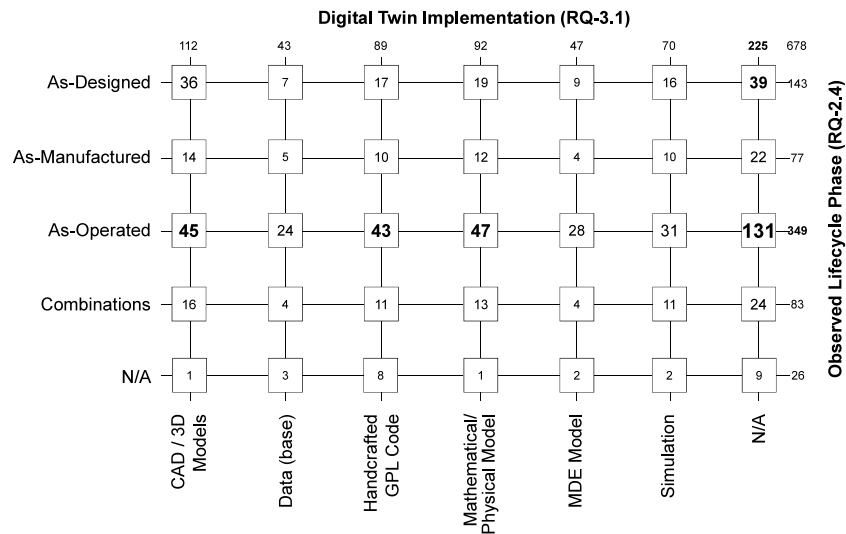 Digital Twin Implementation (RQ-3.1)
112 43 89 92 47 70 225 678
As-Designed 36 7 17 19 9 16 39 143
As-Manufactured 14 5 10 12 4 10 22 77
As-Operated 45 24 43 47 28 31 131 349
Combinations 16 4 11 13 4 11 24 83
N/A 1 3 8 1 2 2 9 26
CAD / 3D
Models
Data (base)
Handcrafted
GPL Code
Mathematical/
Physical Model
MDE Model
Simulation
N/A
Observed Lifecycle Phase (RQ-2.4)